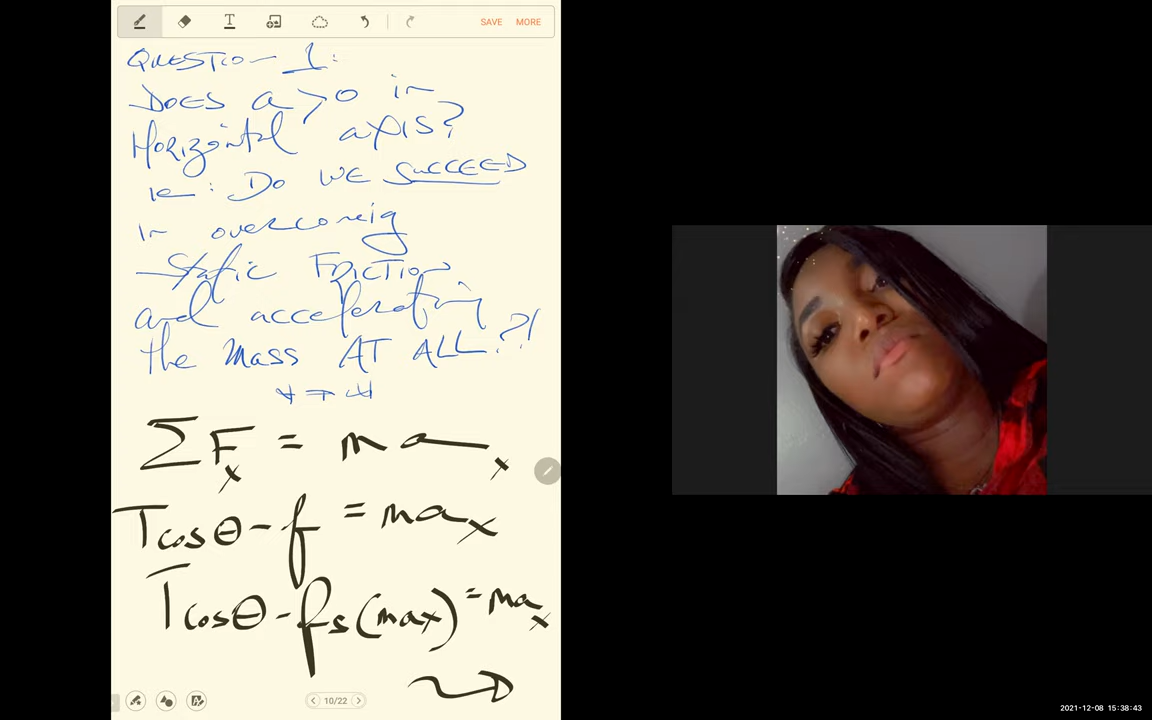 SAVE MORE
QUESTION 1:
DOES a > 0 in
Horizontal axis?
ie: Do WE SUCCEED
in overcoming
Static FRICTION
and accelerating
the mass AT ALL??!
ΣFx = max
Tcosθ - f = max
Tcosθ - fs(max) = max
10/22
2021-12-08 15:38:43